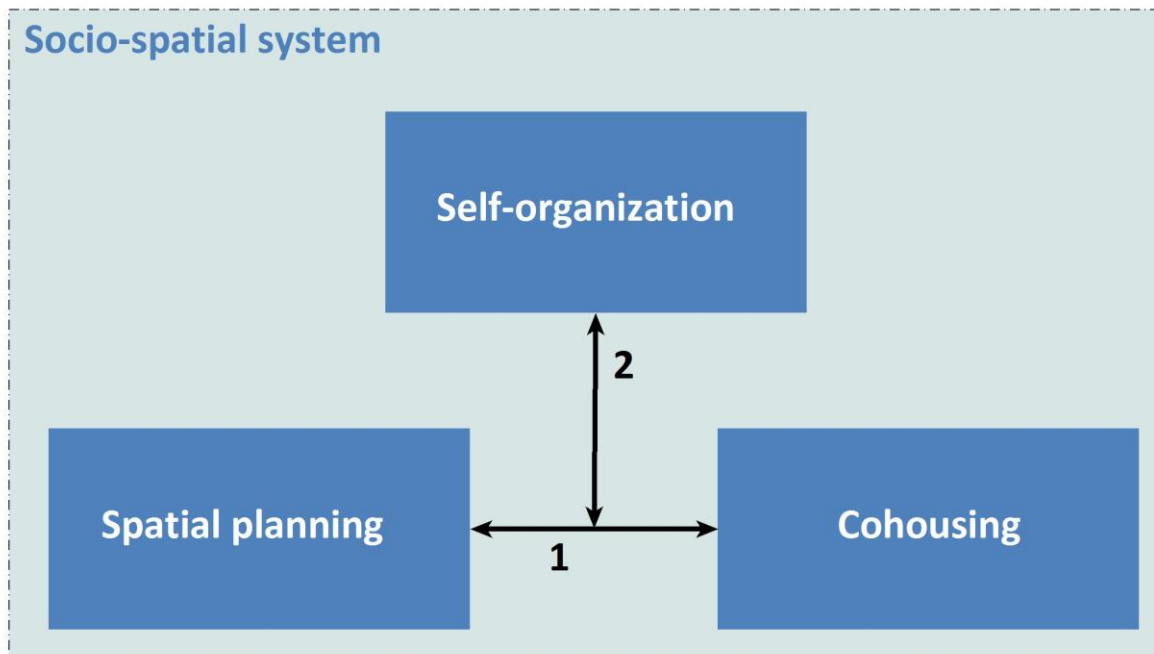 Socio-spatial system
Self-organization
2
Spatial planning
1
Cohousing